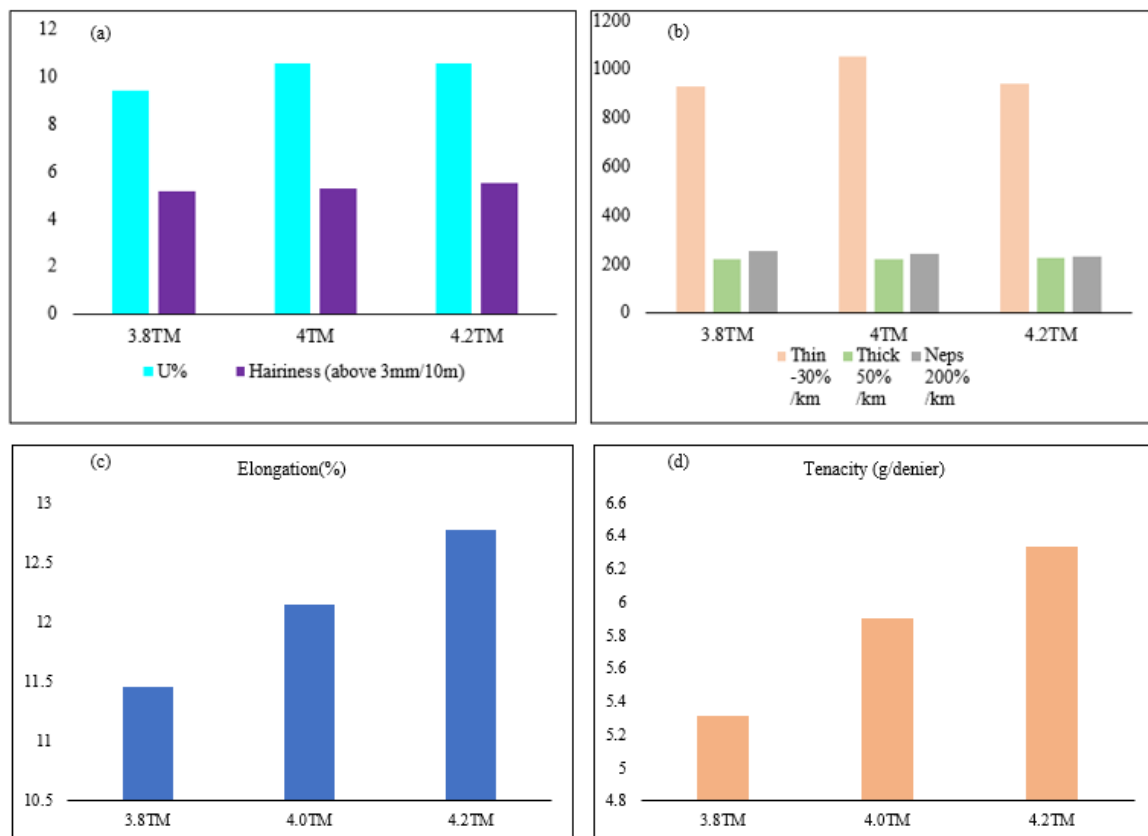 (a)
12
10
8
6
4
2
0
3.8TM 4TM 4.2TM
U% Hairiness (above 3mm/10m)
(b)
1200
1000
800
600
400
200
0
3.8TM 4TM 4.2TM
Thin Thick Neps
-30% 50% 200%
/km /km /km
(c) Elongation(%)
13
12.5
12
11.5
11
10.5
3.8TM 4.0TM 4.2TM
(d) Tenacity (g/denier)
6.6
6.4
6.2
6
5.8
5.6
5.4
5.2
5
4.8
3.8TM 4.0TM 4.2TM